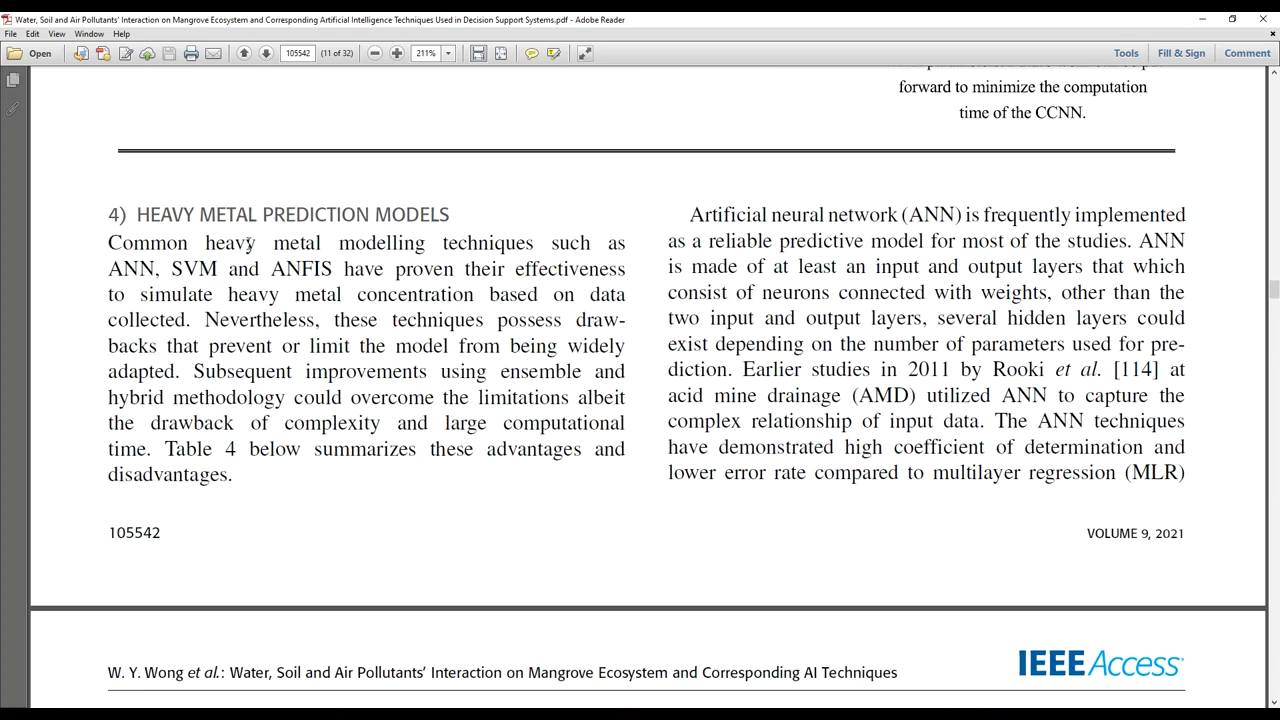 Water, Soil and Air Pollutants' Interaction on Mangrove Ecosystem and Corresponding Artificial Intelligence Techniques Used in Decision Support Systems.pdf - Adobe Reader
File Edit View Window Help
Open 105542 (11 of 32) 211% Tools Fill & Sign Comment
forward to minimize the computation
time of the CCNN.
4) HEAVY METAL PREDICTION MODELS
Common heavy metal modelling techniques such as
ANN, SVM and ANFIS have proven their effectiveness
to simulate heavy metal concentration based on data
collected. Nevertheless, these techniques possess draw-
backs that prevent or limit the model from being widely
adapted. Subsequent improvements using ensemble and
hybrid methodology could overcome the limitations albeit
the drawback of complexity and large computational
time. Table 4 below summarizes these advantages and
disadvantages.
Artificial neural network (ANN) is frequently implemented
as a reliable predictive model for most of the studies. ANN
is made of at least an input and output layers that which
consist of neurons connected with weights, other than the
two input and output layers, several hidden layers could
exist depending on the number of parameters used for pre-
diction. Earlier studies in 2011 by Rooki et al. [114] at
acid mine drainage (AMD) utilized ANN to capture the
complex relationship of input data. The ANN techniques
have demonstrated high coefficient of determination and
lower error rate compared to multilayer regression (MLR)
105542 VOLUME 9, 2021
W. Y. Wong et al.: Water, Soil and Air Pollutants' Interaction on Mangrove Ecosystem and Corresponding AI Techniques
IEEE Access